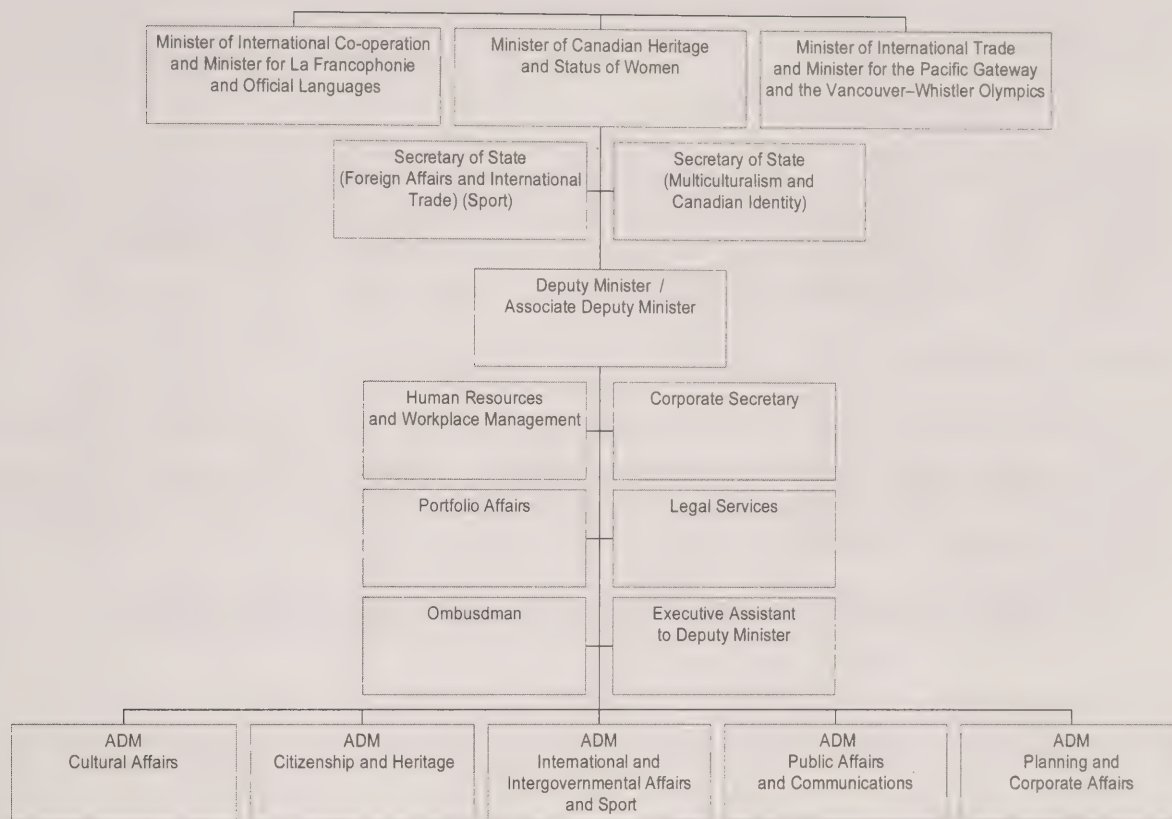 Minister of International Co-operation
and Minister for La Francophonie
and Official Languages
Minister of Canadian Heritage
and Status of Women
Minister of International Trade
and Minister for the Pacific Gateway
and the Vancouver–Whistler Olympics
Secretary of State
(Foreign Affairs and International
Trade) (Sport)
Secretary of State
(Multiculturalism and
Canadian Identity)
Deputy Minister /
Associate Deputy Minister
Human Resources
and Workplace Management
Corporate Secretary
Portfolio Affairs
Legal Services
Ombusdman
Executive Assistant
to Deputy Minister
ADM
Cultural Affairs
ADM
Citizenship and Heritage
ADM
International and
Intergovernmental Affairs
and Sport
ADM
Public Affairs
and Communications
ADM
Planning and
Corporate Affairs